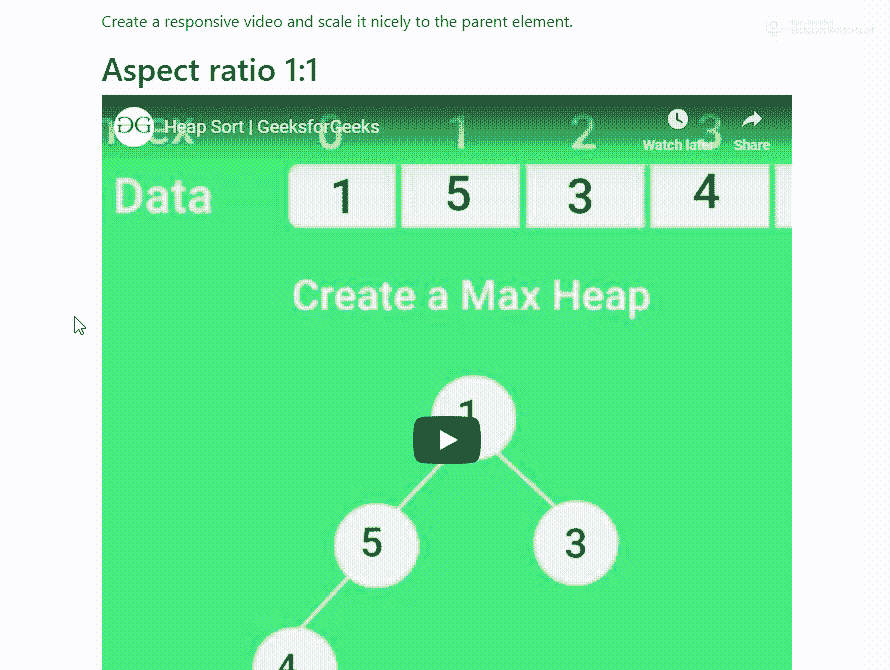 Create a responsive video and scale it nicely to the parent element.
Aspect ratio 1:1
GG Heap Sort | GeeksforGeeks
Watch later Share
0 1 2 3
Data 1 5 3 4
Create a Max Heap
1
5 3
4